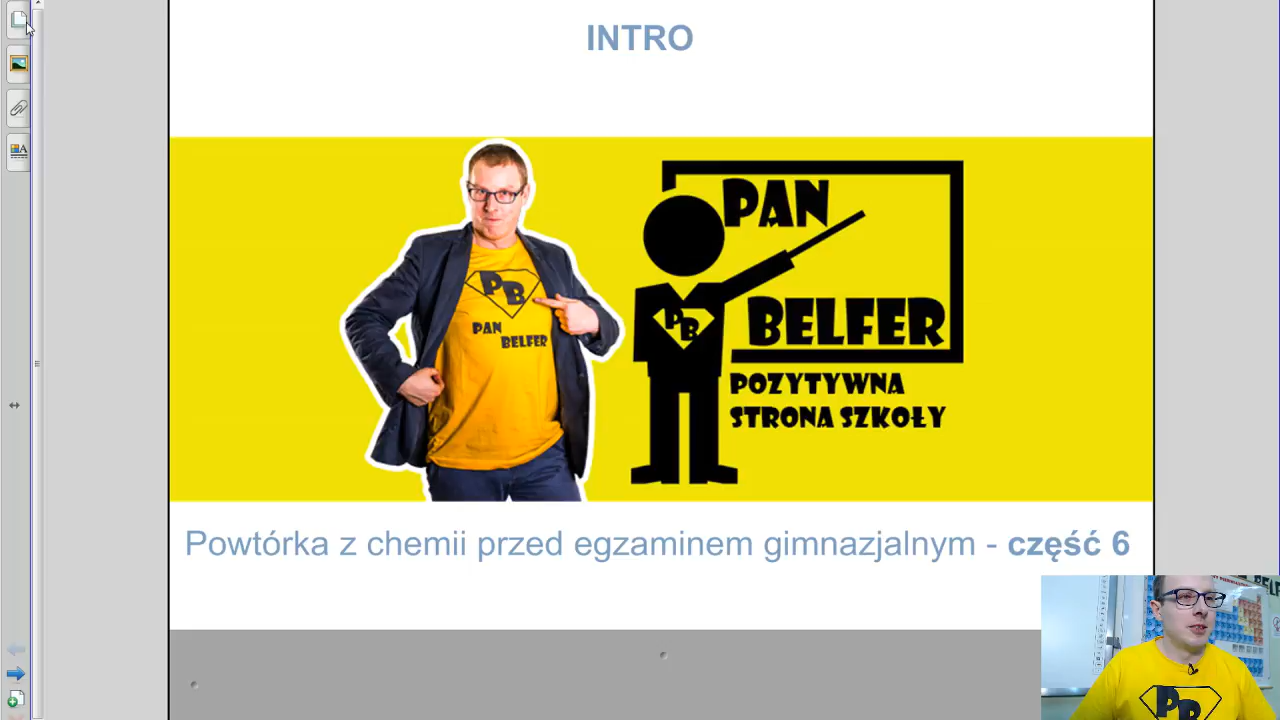 INTRO
PAN
BELFER
PB
POZYTYWNA
STRONA SZKOŁY
PB
PAN
BELFER
Powtórka z chemii przed egzaminem gimnazjalnym - część 6
PB